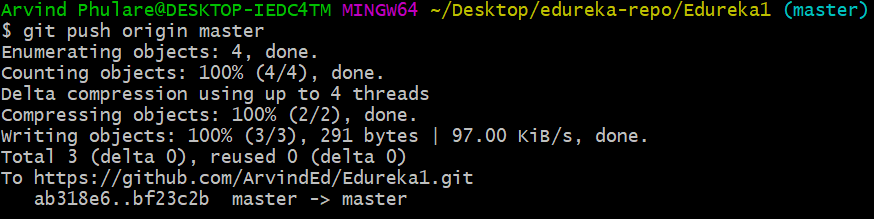 Arvind Phulare@DESKTOP-IEDC4TM MINGW64 ~/Desktop/edureka-repo/Edureka1 (master)
$ git push origin master
Enumerating objects: 4, done.
Counting objects: 100% (4/4), done.
Delta compression using up to 4 threads
Compressing objects: 100% (2/2), done.
Writing objects: 100% (3/3), 291 bytes | 97.00 KiB/s, done.
Total 3 (delta 0), reused 0 (delta 0)
To https://github.com/ArvindEd/Edureka1.git
   ab318e6..bf23c2b  master -> master